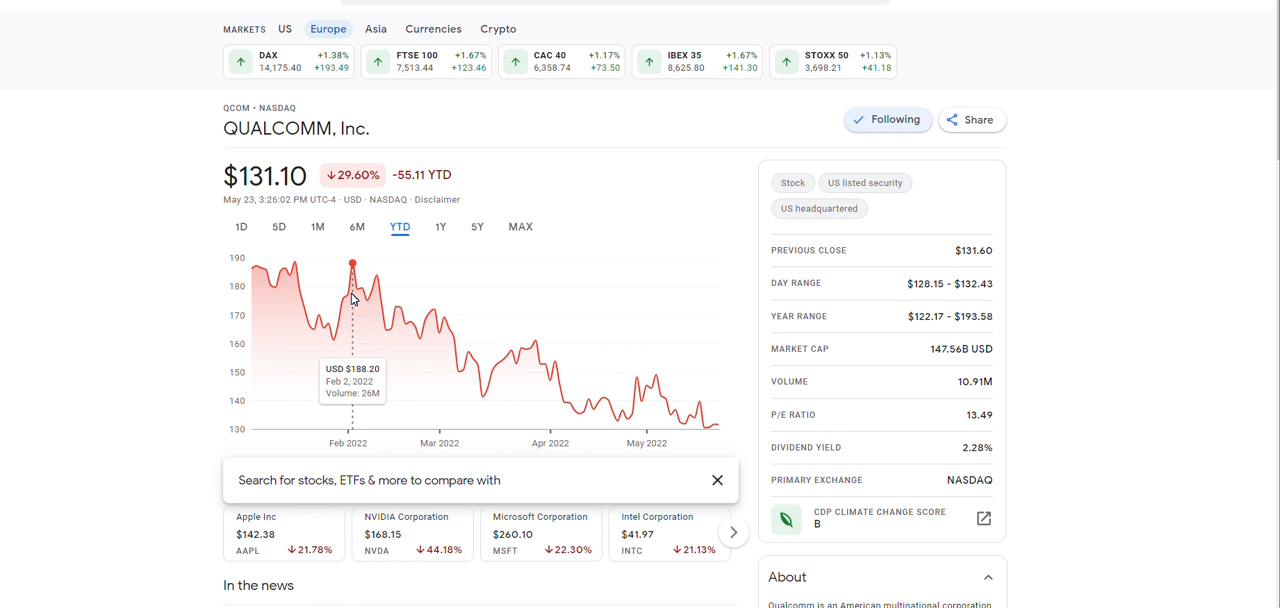 MARKETS US Europe Asia Currencies Crypto
DAX +1.38% FTSE 100 +1.67% CAC 40 +1.17% IBEX 35 +1.67% STOXX 50 +1.13%
14,175.40 +193.49 7,513.44 +123.46 6,358.74 +73.50 8,625.80 +141.30 3,698.21 +41.18
QCOM • NASDAQ
QUALCOMM, Inc.
Following Share
$131.10 ↓29.60% -55.11 YTD
May 23, 3:26:02 PM UTC-4 · USD · NASDAQ · Disclaimer
1D 5D 1M 6M YTD 1Y 5Y MAX
190
180
170
160
150
140
130
USD $188.20
Feb 2, 2022
Volume: 26M
Feb 2022 Mar 2022 Apr 2022 May 2022
Search for stocks, ETFs & more to compare with
Apple Inc NVIDIA Corporation Microsoft Corporation Intel Corporation
$142.38 $168.15 $260.10 $41.97
AAPL ↓21.78% NVDA ↓44.18% MSFT ↓22.30% INTC ↓21.13%
In the news
Stock US listed security
US headquartered
PREVIOUS CLOSE $131.60
DAY RANGE $128.15 - $132.43
YEAR RANGE $122.17 - $193.58
MARKET CAP 147.56B USD
VOLUME 10.91M
P/E RATIO 13.49
DIVIDEND YIELD 2.28%
PRIMARY EXCHANGE NASDAQ
CDP CLIMATE CHANGE SCORE
B
About
Qualcomm is an American multinational corporation